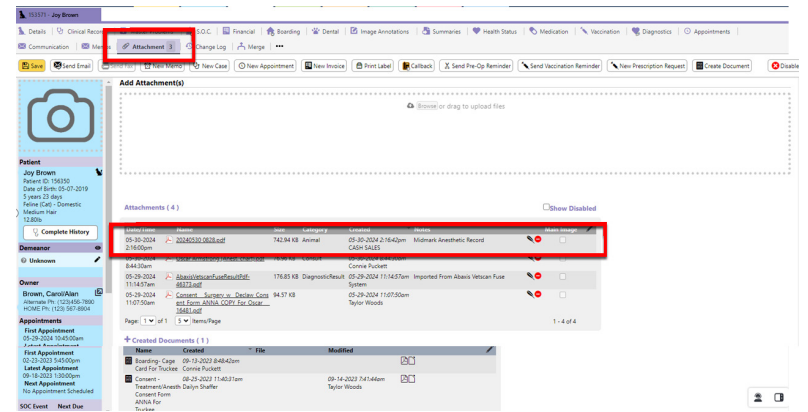 151571 - Joy Brown
Details Clinical Record S.O.C. Financial Boarding Dental Image Annotations Summaries Health Status Medication Vaccination Diagnostics Appointments
Communication Attachment 3 Change Log Merge •••
Save Send Email New Memo New Case New Appointment New Invoice Print Label Callback Send Pre-Op Reminder Send Vaccination Reminder New Prescription Request Create Document Disable
Add Attachment(s)
Browse or drag to upload files
Patient
Joy Brown
Patient ID: 156350
Date of Birth: 05-07-2019
5 years 23 days
Feline (Cat) - Domestic
Medium Hair
12.80lb
Complete History
Demeanor
Unknown
Owner
Brown, Carol/Alan
Alternate Ph: (123)456-7890
HOME Ph: (123) 567-8904
Appointments
First Appointment
05-29-2024 10:45:00am
Latest Appointment
First Appointment
02-23-2023 5:45:00pm
Latest Appointment
09-18-2023 1:30:00pm
Next Appointment
No Appointment Scheduled
SOC Event Next Due
Attachments ( 4 )
Show Disabled
Date/Time Name Size Category Created Notes Main Image
05-30-2024 20240530 0828.pdf 742.94 KB Animal 05-30-2024 2:16:42pm Midmark Anesthetic Record
2:16:00pm CASH SALES
05-30-2024
8:44:30am Connie Puckett
05-29-2024 AbaxisVetscanFuseResultPdf- 176.85 KB DiagnosticResult 05-29-2024 11:14:57am Imported From Abaxis Vetscan Fuse
11:14:57am 46373.pdf System
05-29-2024 Consent Surgery w Declaw Cons 94.57 KB 05-29-2024 11:07:50am
11:07:50am ent Form ANNA COPY For Oscar Taylor Woods
16481.pdf
Page: 1 of 1 5 Items/Page 1 - 4 of 4
Created Documents ( 1 )
Name Created File Modified
Boarding- Cage 09-13-2023 8:48:42am
Card For Truckee Connie Puckett
Consent - 08-25-2023 11:40:31am 09-14-2023 7:41:44am
Treatment/Anesth Dailyn Shaffer Taylor Woods
Consent Form
ANNA For
Truckee